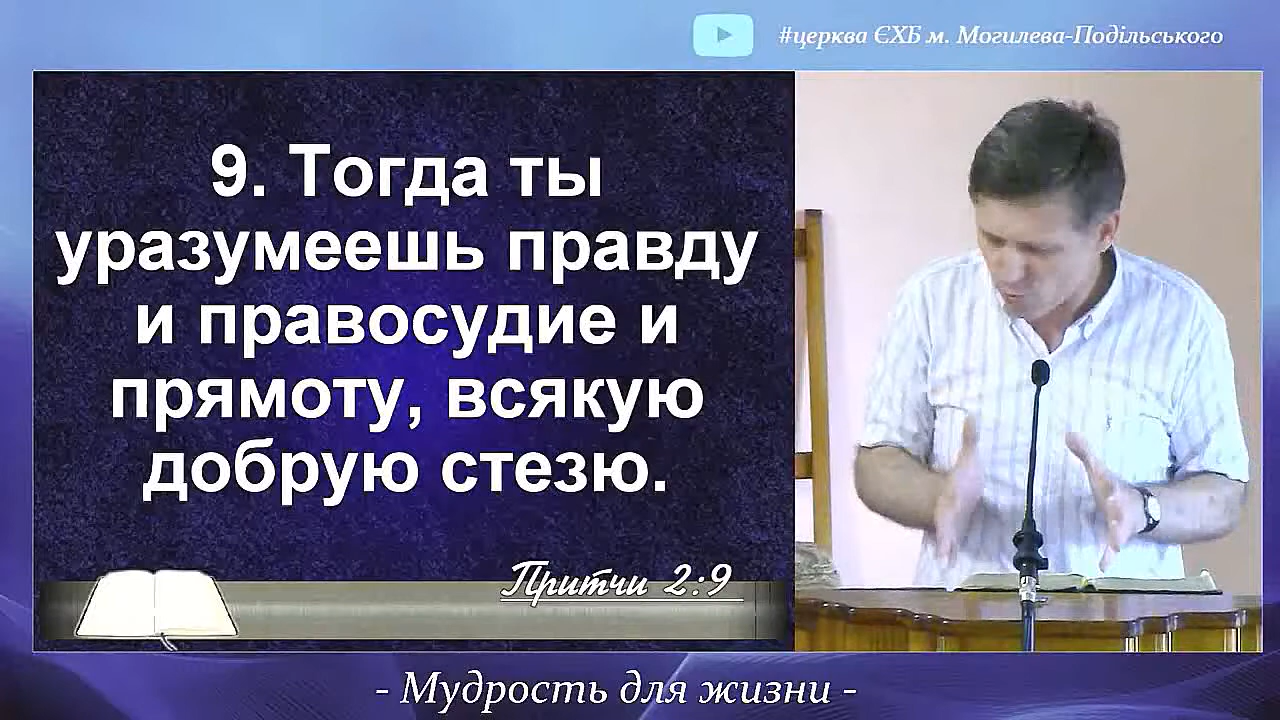 #церква ЄХБ м. Могилева-Подільського
9. Тогда ты
уразумеешь правду
и правосудие и
прямоту, всякую
добрую стезю.
Притчи 2:9
- Мудрость для жизни -